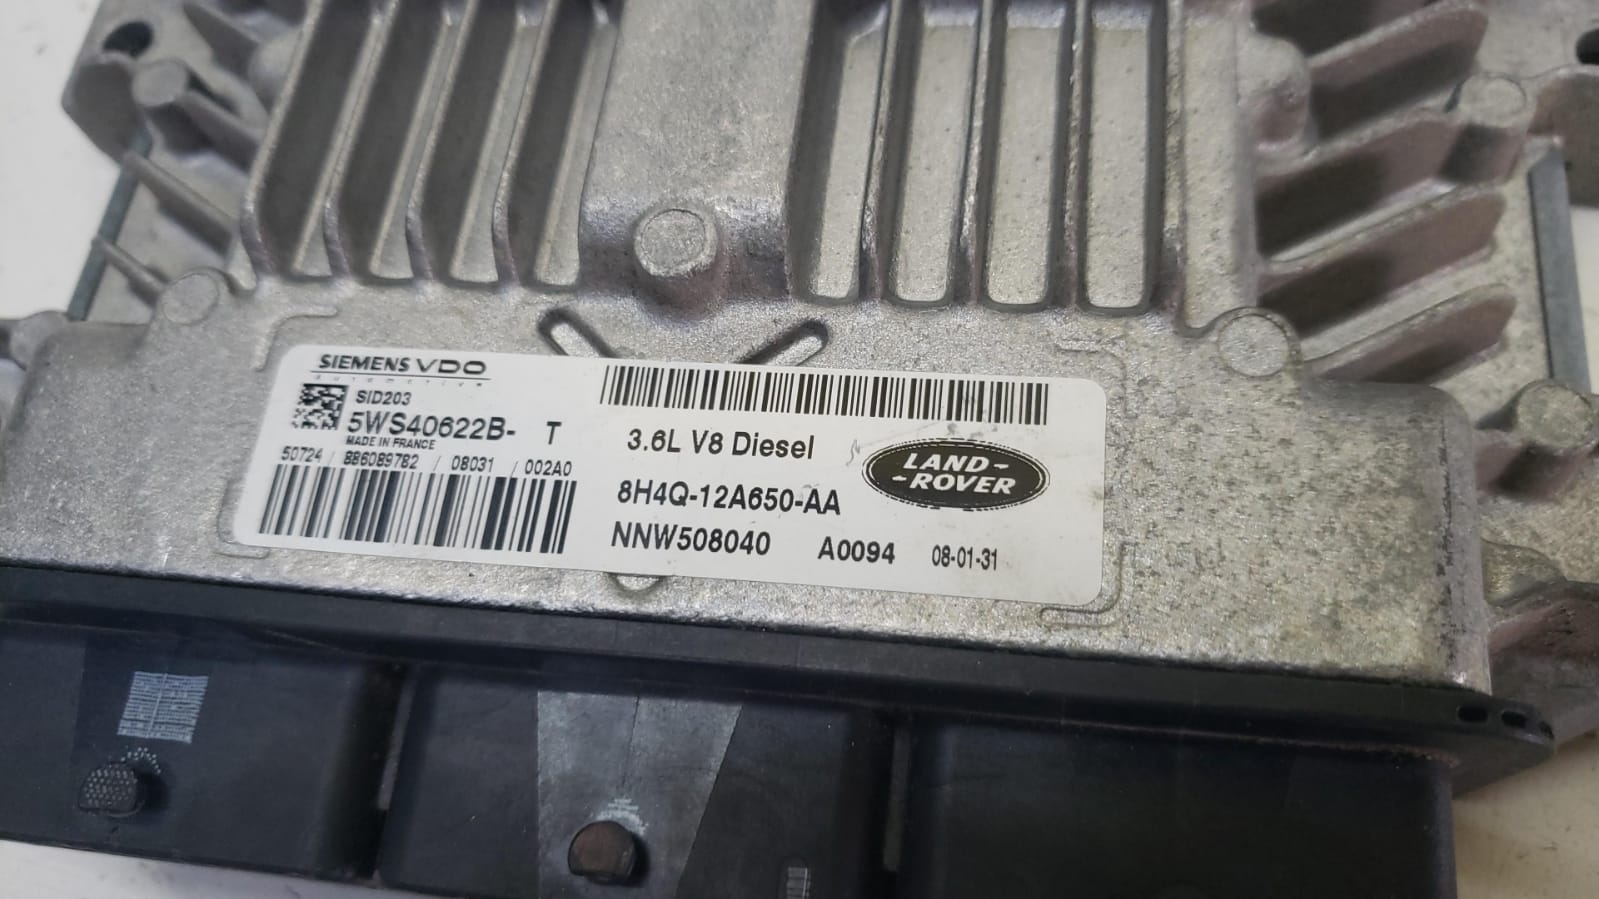 SIEMENS VDO
automotive
SID203
5WS40622B- T
MADE IN FRANCE
50724 / 886089782 / 08031 / 002A0
3.6L V8 Diesel
8H4Q-12A650-AA
NNW508040 A0094 08-01-31
LAND-
-ROVER